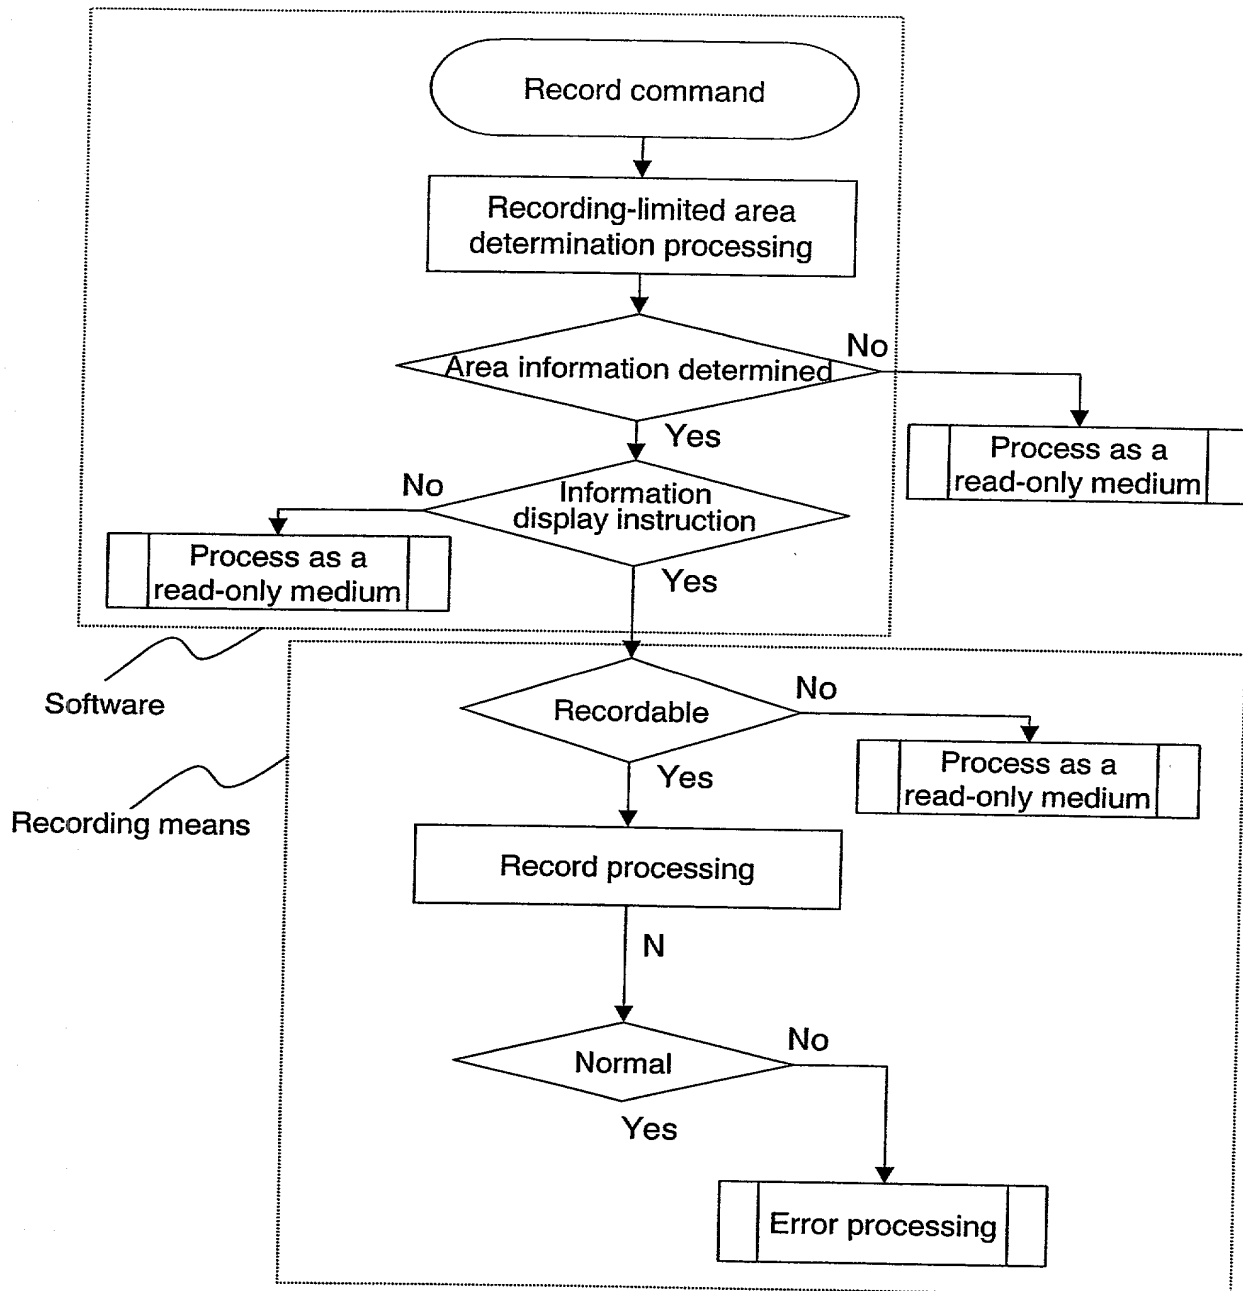 Record command
Recording-limited area
determination processing
Area information determined
No
Yes
Process as a
read-only medium
No
Information
display instruction
Process as a
read-only medium
Yes
Software
Recordable
No
Process as a
read-only medium
Yes
Recording means
Record processing
N
Normal
No
Yes
Error processing